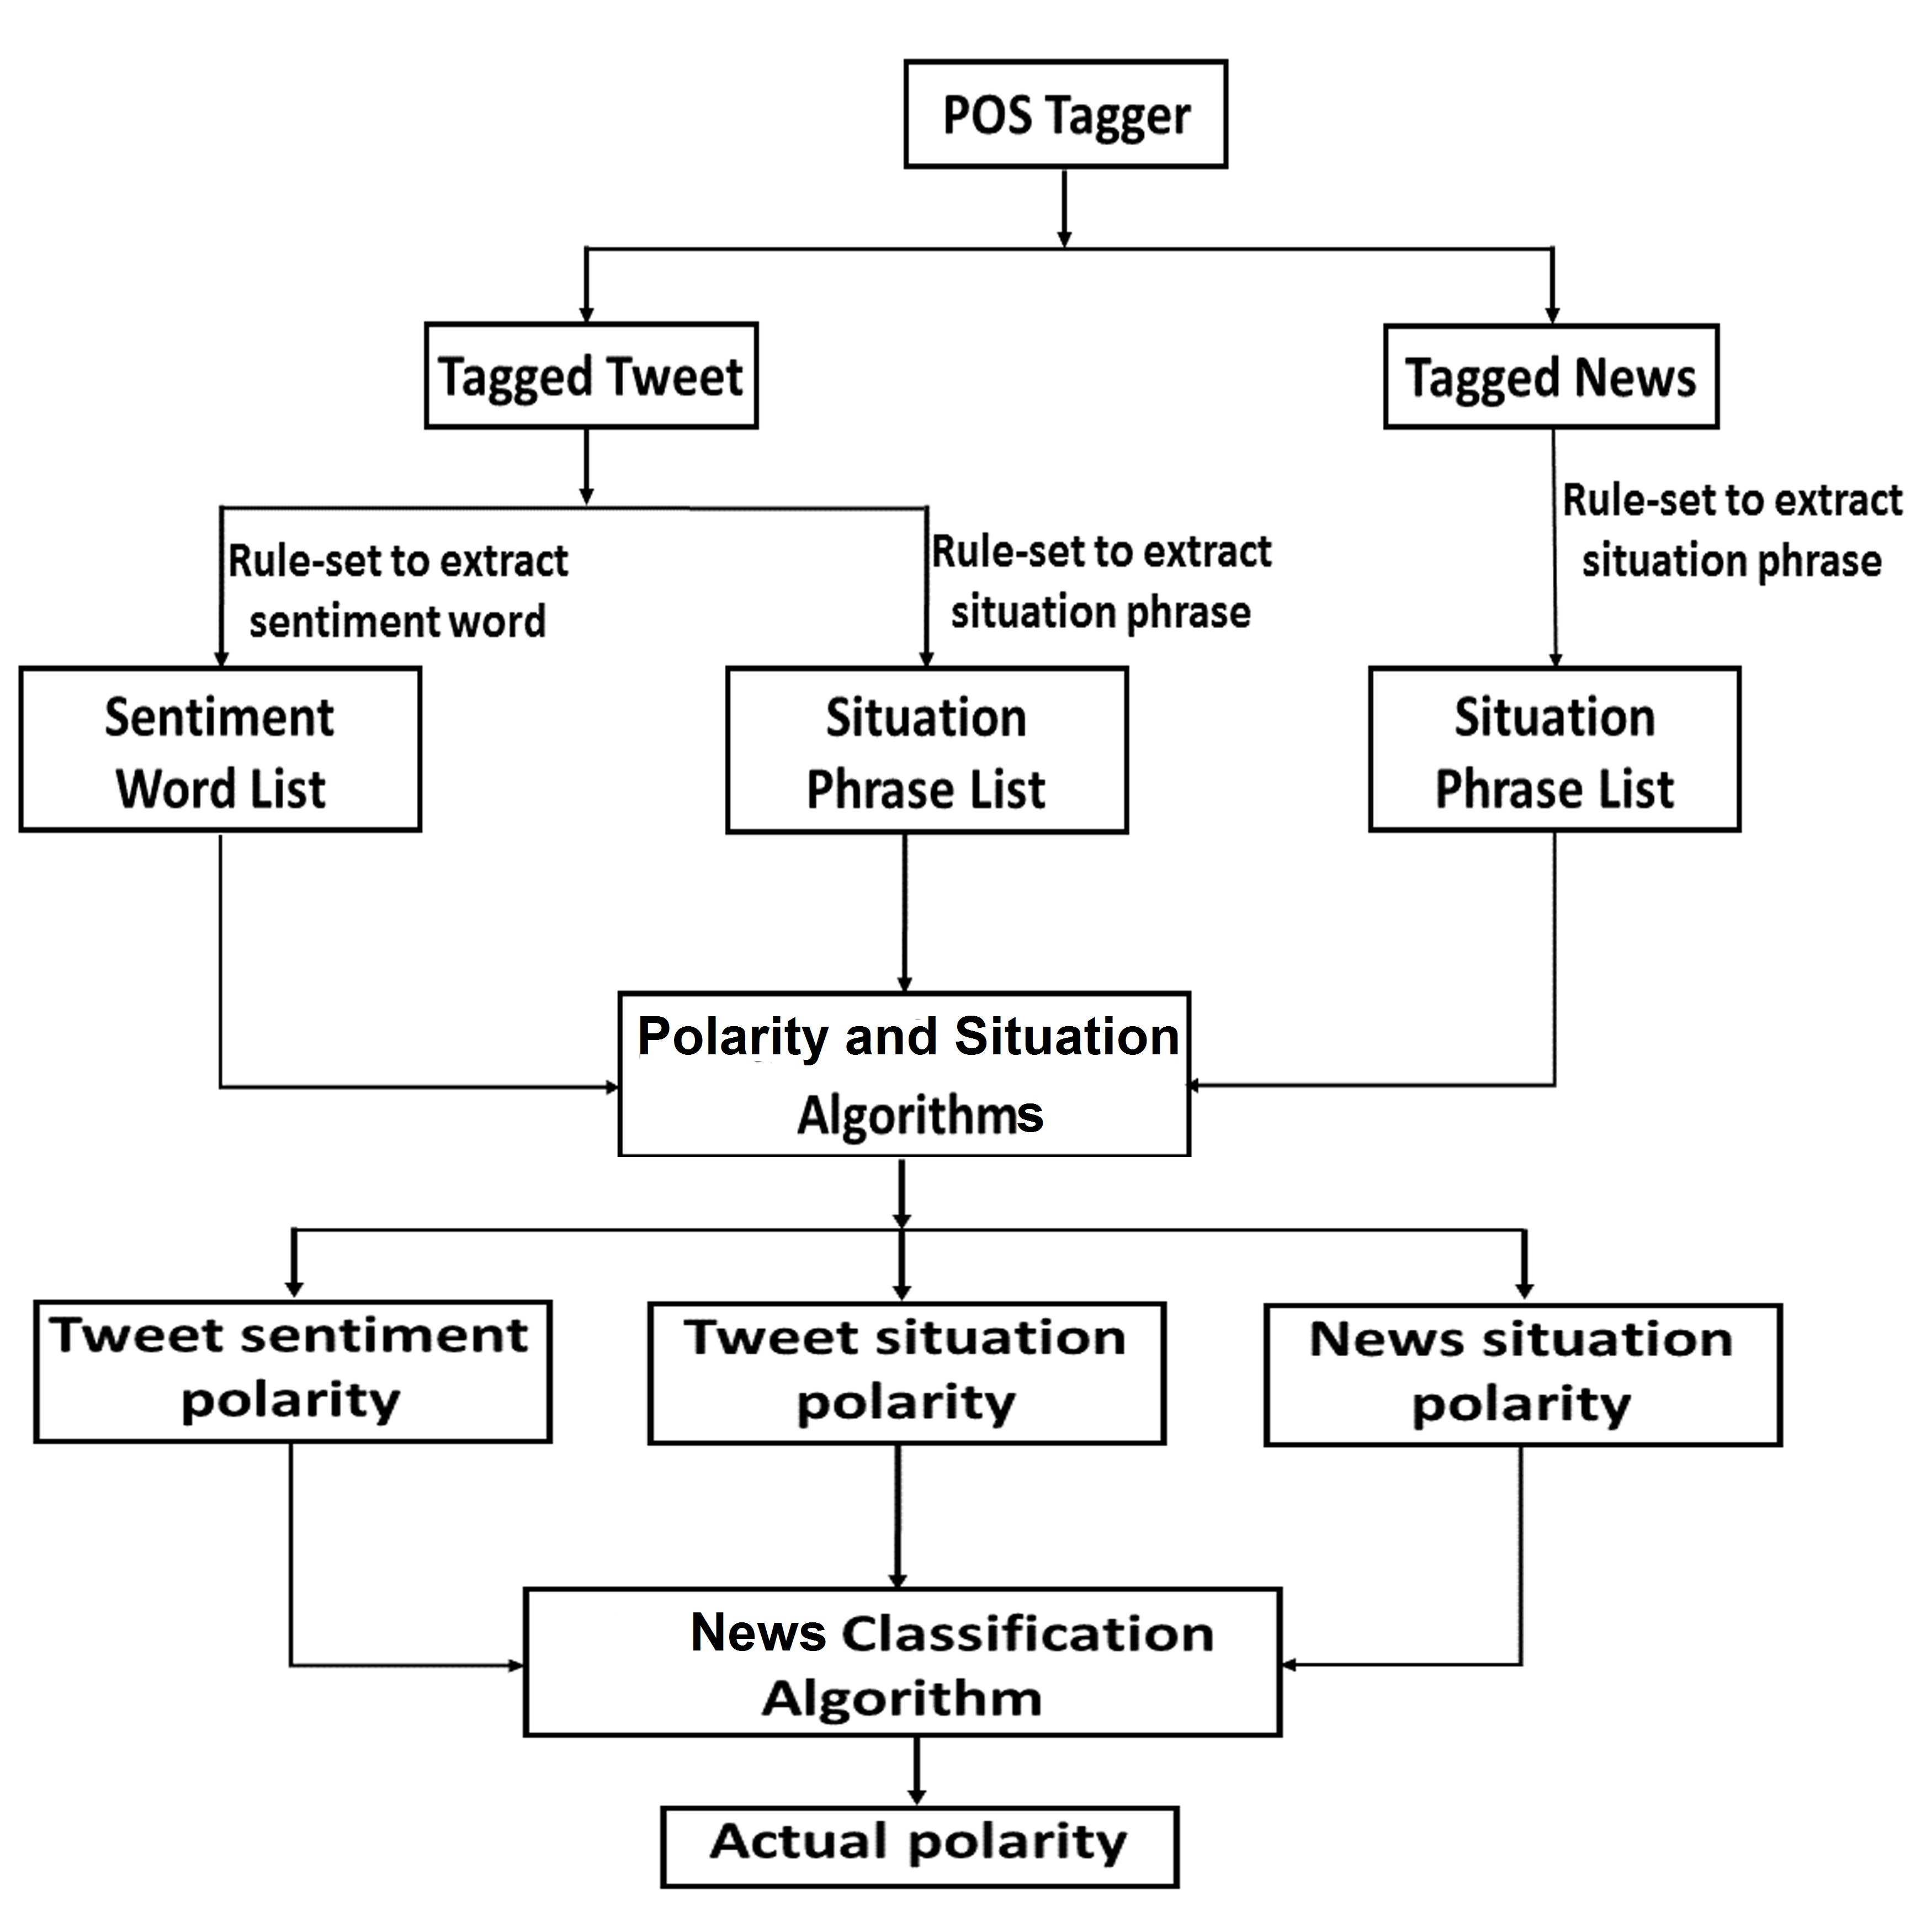 POS Tagger
Tagged Tweet
Tagged News
Rule-set to extract
sentiment word
Rule-set to extract
situation phrase
Rule-set to extract
situation phrase
Sentiment
Word List
Situation
Phrase List
Situation
Phrase List
Polarity and Situation
Algorithms
Tweet sentiment
polarity
Tweet situation
polarity
News situation
polarity
News Classification
Algorithm
Actual polarity